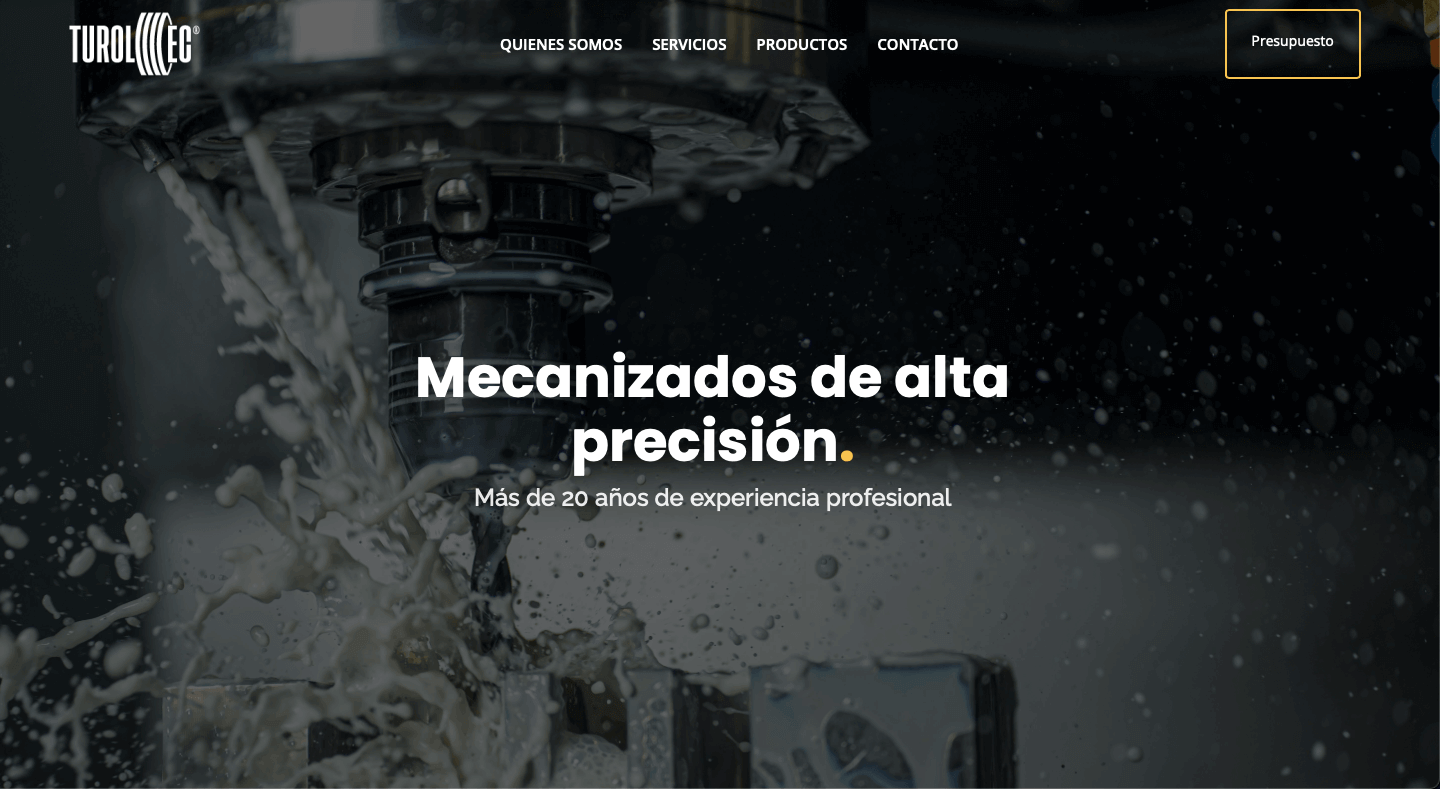 TUROLMEC®
QUIENES SOMOS
SERVICIOS
PRODUCTOS
CONTACTO
Presupuesto
Mecanizados de alta
precisión.
Más de 20 años de experiencia profesional